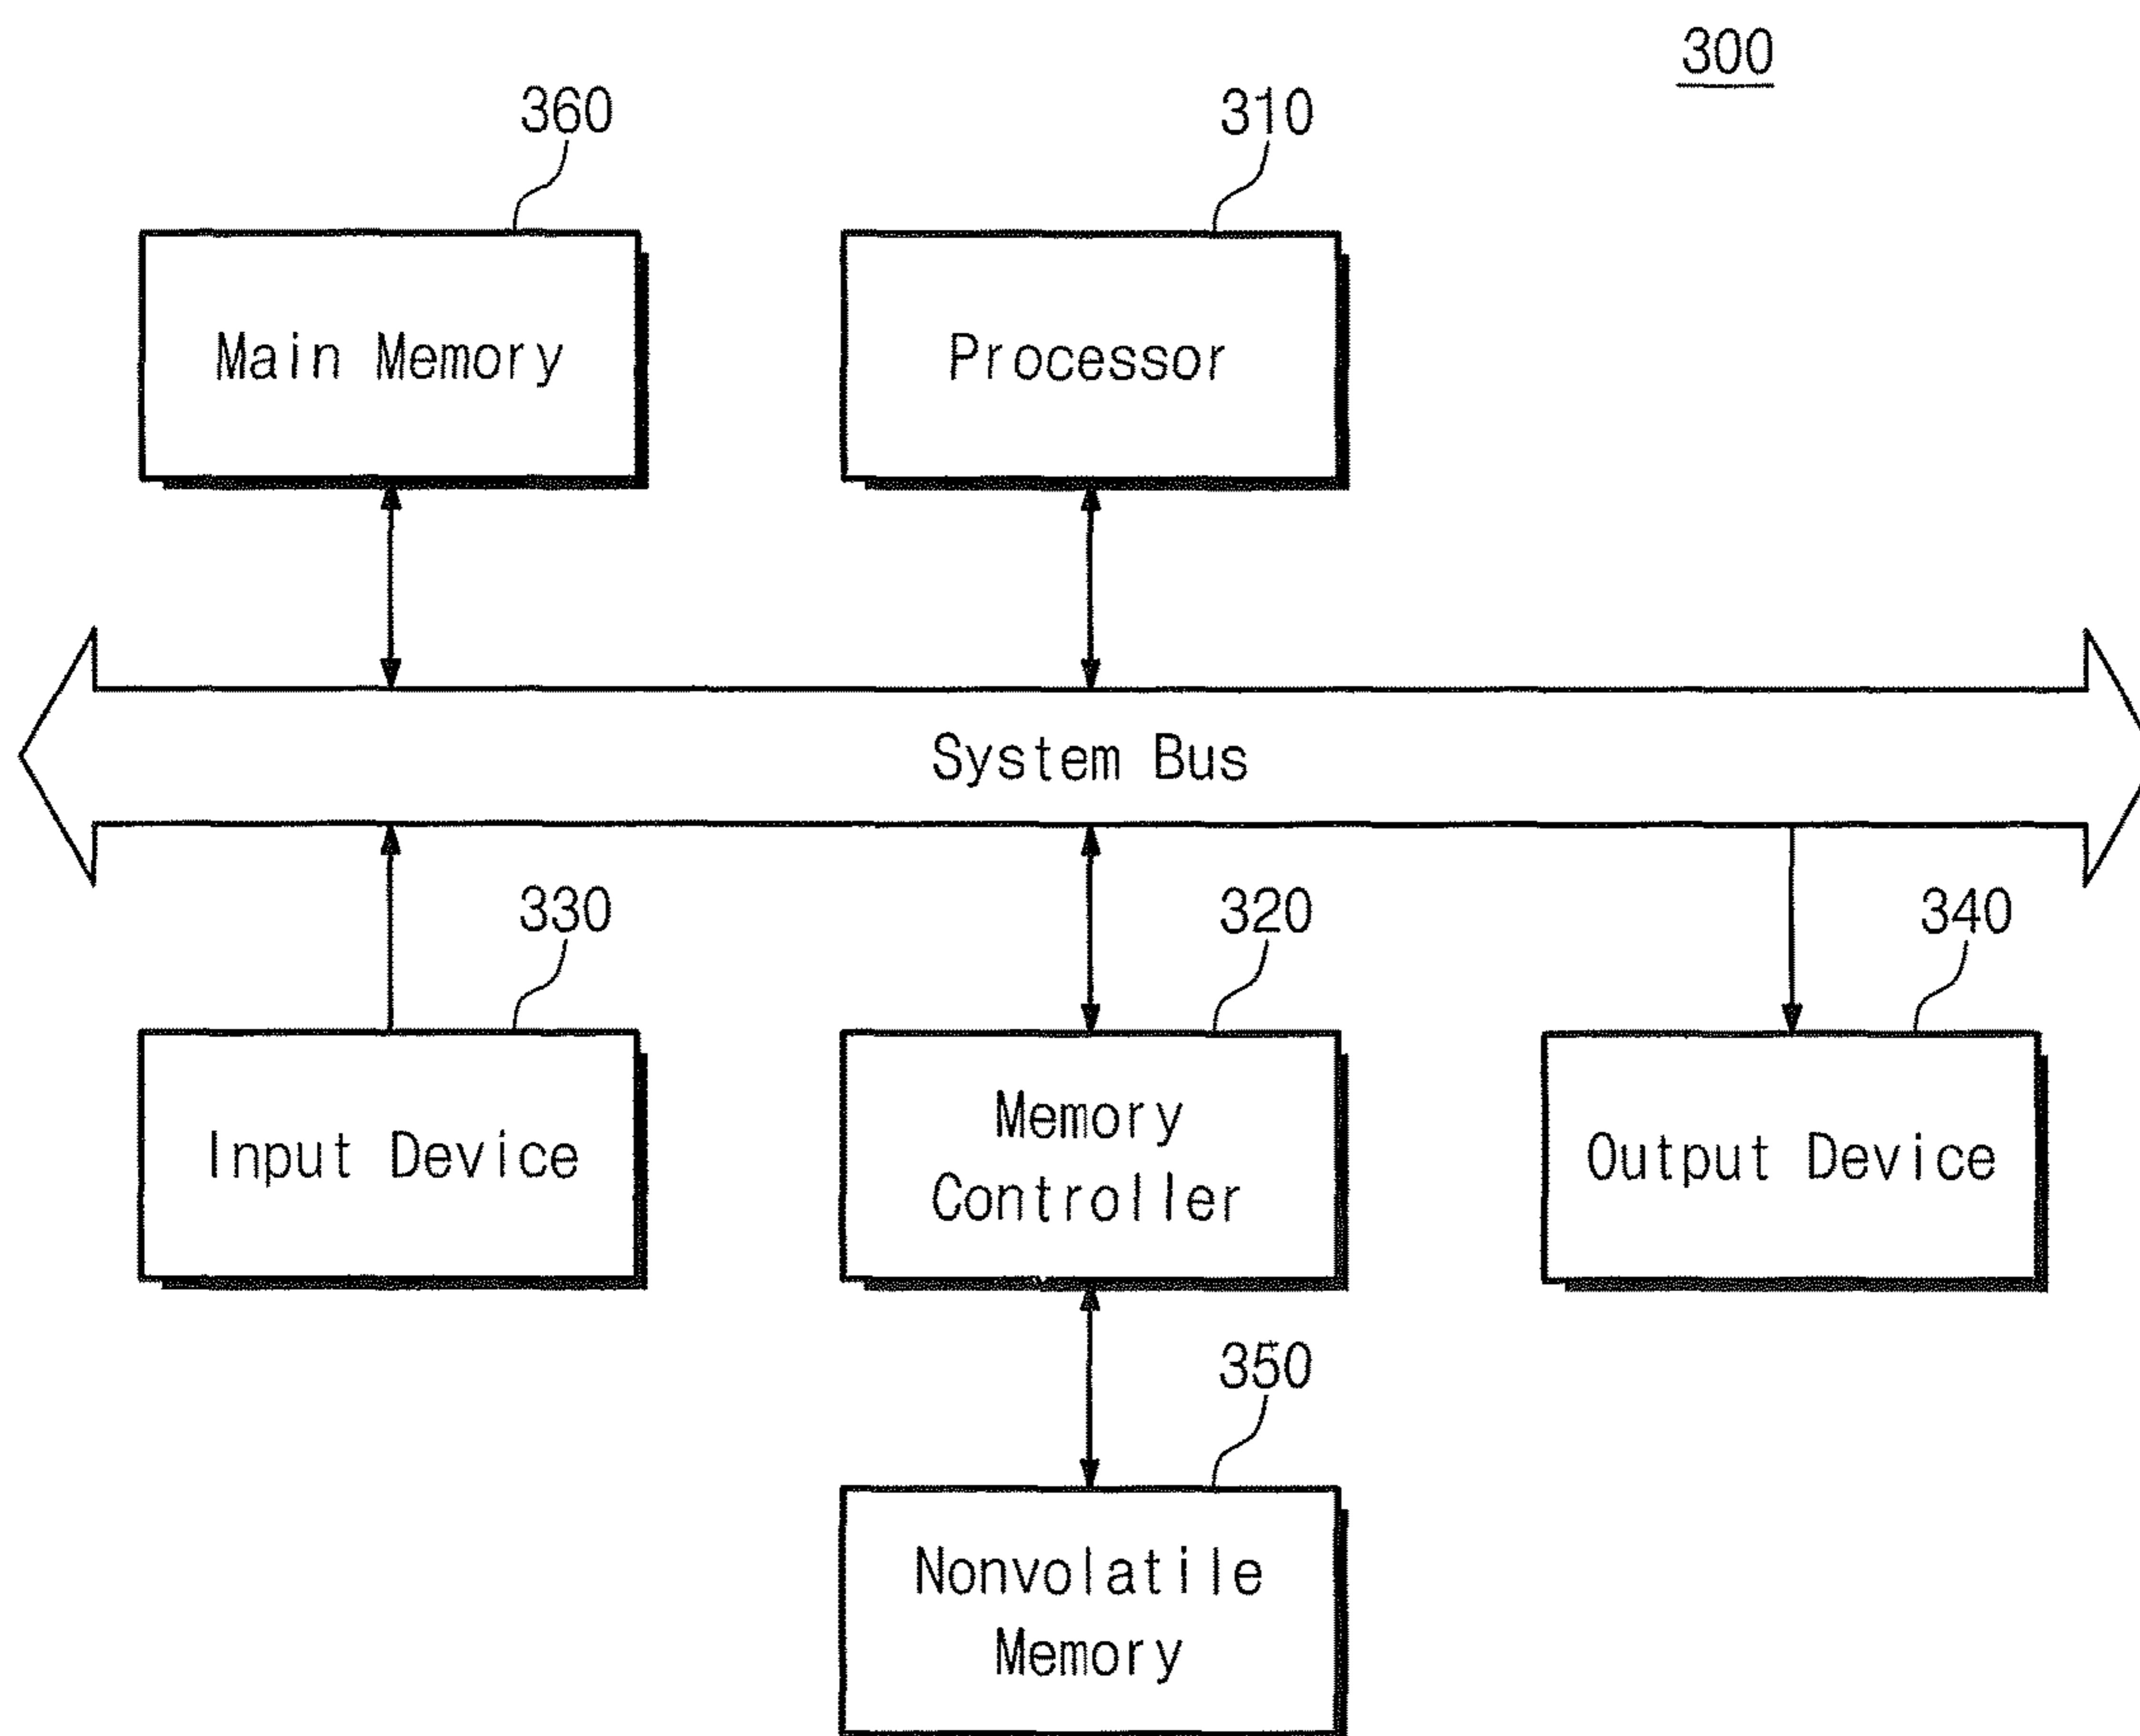 300
360
310
Main Memory
Processor
System Bus
330
320
340
Input Device
Memory
Controller
Output Device
350
Nonvolatile
Memory